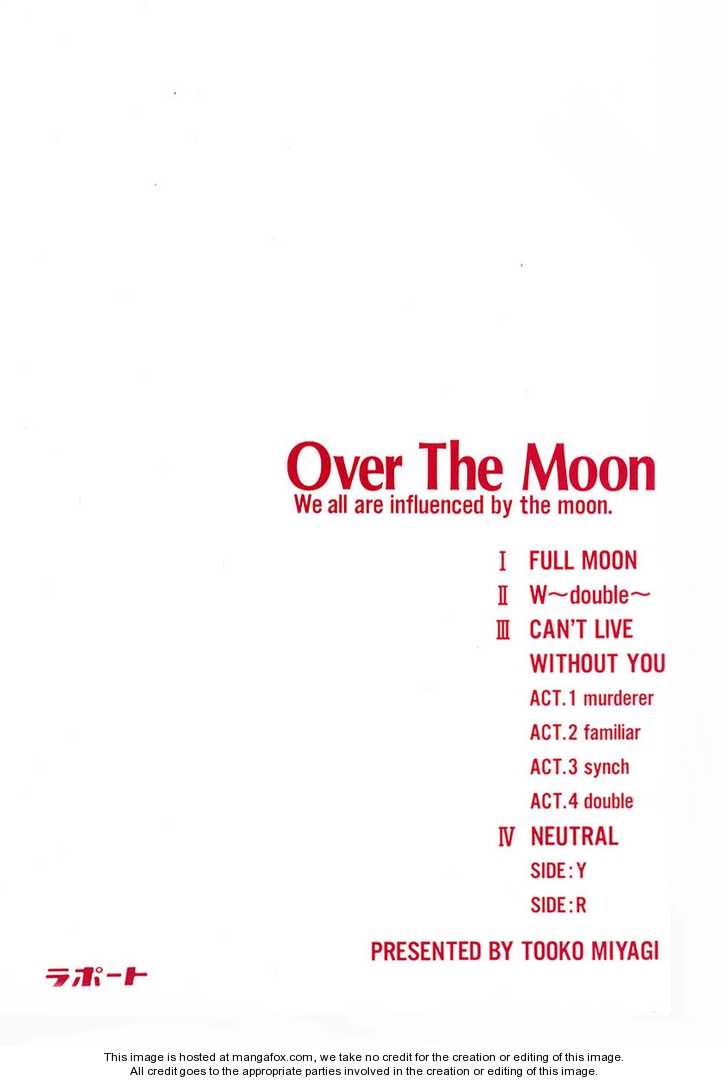 Over The Moon
We all are influenced by the moon.
Ⅰ FULL MOON
Ⅱ W〜double〜
Ⅲ CAN'T LIVE
WITHOUT YOU
ACT.1 murderer
ACT.2 familiar
ACT.3 synch
ACT.4 double
Ⅳ NEUTRAL
SIDE:Y
SIDE:R
PRESENTED BY TOOKO MIYAGI
ラポート
This image is hosted at mangafox.com, we take no credit for the creation or editing of this image.
All credit goes to the appropriate parties involved in the creation or editing of this image.